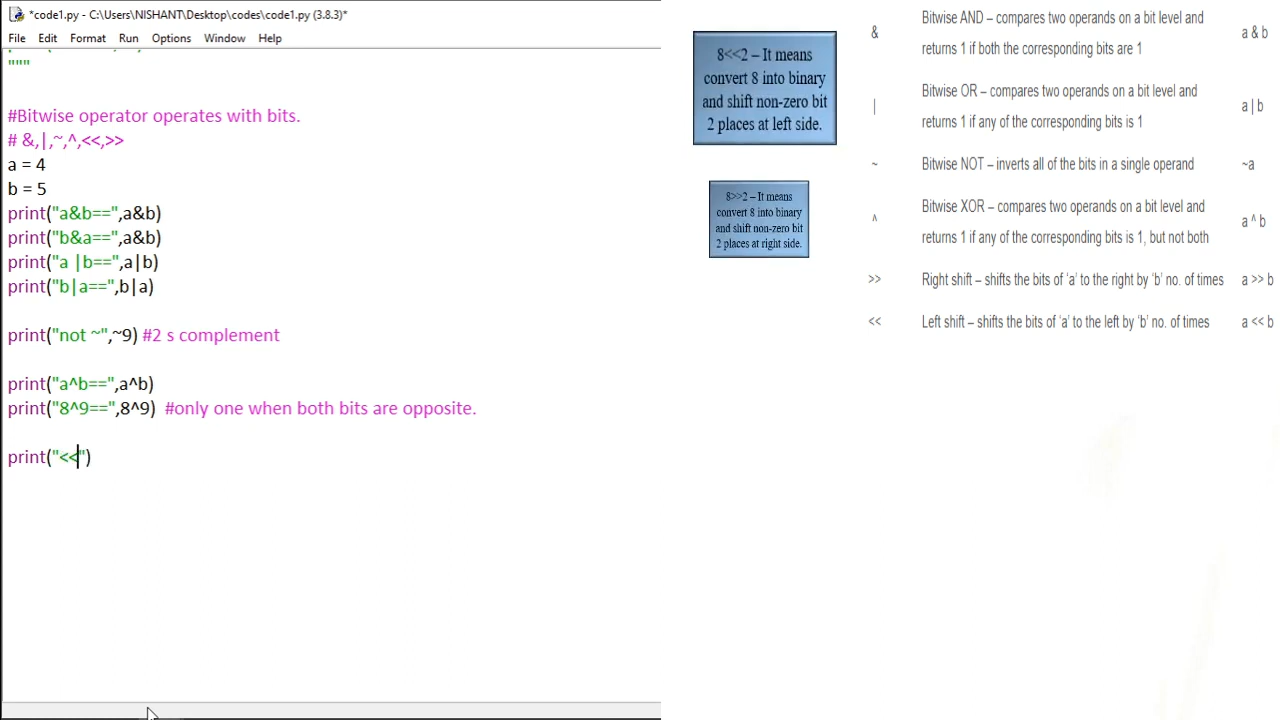 *code1.py - C:\Users\NISHANT\Desktop\codes\code1.py (3.8.3)*
File Edit Format Run Options Window Help
"""
#Bitwise operator operates with bits.
# &,|,~,^,<<,>>
a = 4
b = 5
print("a&b==",a&b)
print("b&a==",a&b)
print("a |b==",a|b)
print("b|a==",b|a)
print("not ~",~9) #2 s complement
print("a^b==",a^b)
print("8^9==",8^9)  #only one when both bits are opposite.
print("<<")
8<<2 – It means
convert 8 into binary
and shift non-zero bit
2 places at left side.
8>>2 – It means
convert 8 into binary
and shift non-zero bit
2 places at right side.
& Bitwise AND – compares two operands on a bit level and a & b
returns 1 if both the corresponding bits are 1
| Bitwise OR – compares two operands on a bit level and a | b
returns 1 if any of the corresponding bits is 1
~ Bitwise NOT – inverts all of the bits in a single operand ~a
^ Bitwise XOR – compares two operands on a bit level and a ^ b
returns 1 if any of the corresponding bits is 1, but not both
>> Right shift – shifts the bits of 'a' to the right by 'b' no. of times a >> b
<< Left shift – shifts the bits of 'a' to the left by 'b' no. of times a << b